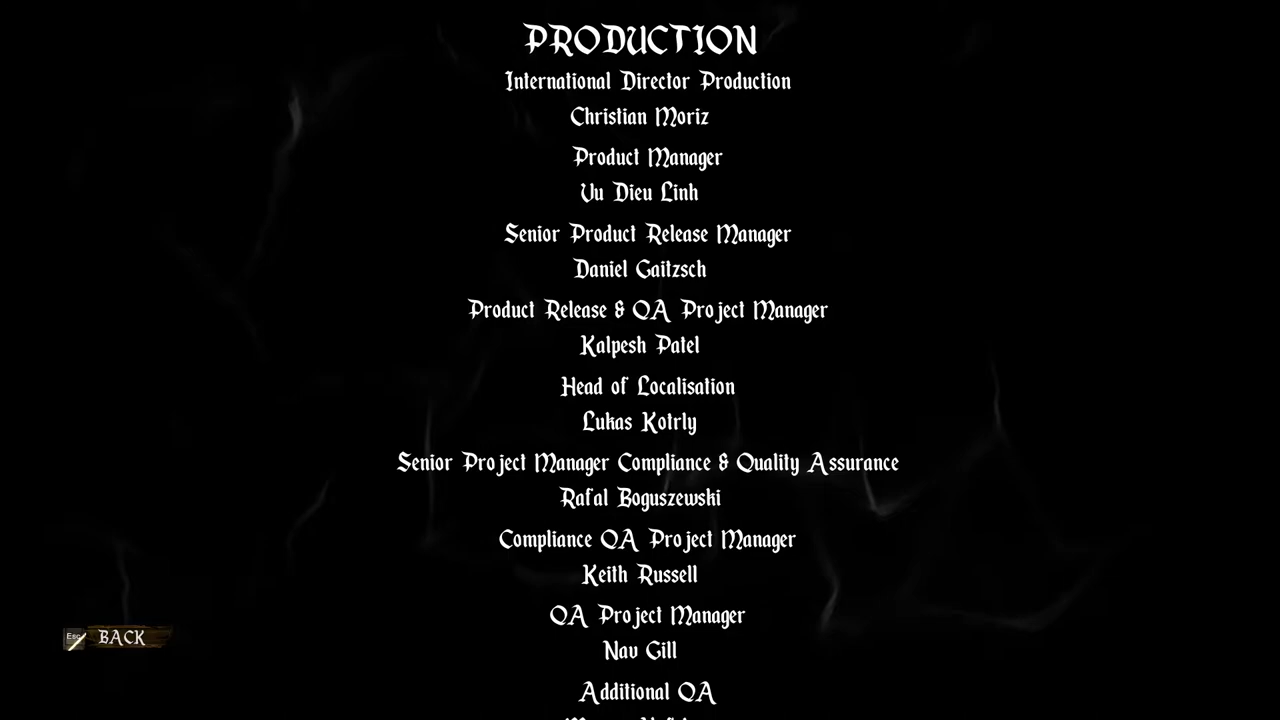 PRODUCTION
International Director Production
Christian Moriz
Product Manager
Vu Dieu Linh
Senior Product Release Manager
Daniel Gaitzsch
Product Release & QA Project Manager
Kalpesh Patel
Head of Localisation
Lukas Kotrly
Senior Project Manager Compliance & Quality Assurance
Rafal Boguszewski
Compliance QA Project Manager
Keith Russell
QA Project Manager
Nav Gill
Esc BACK
Additional QA